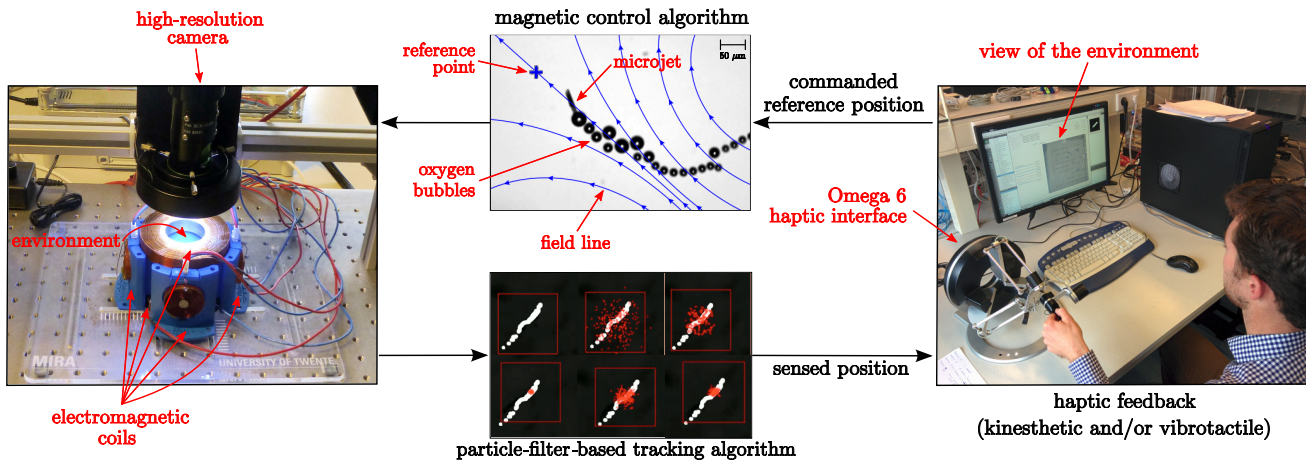 high-resolution
camera
environment
MIRA
UNIVERSITY OF TWENTE
electromagnetic
coils
magnetic control algorithm
reference
point
microjet
50 μm
oxygen
bubbles
field line
particle-filter-based tracking algorithm
commanded
reference position
sensed position
view of the environment
Omega 6
haptic interface
haptic feedback
(kinesthetic and/or vibrotactile)